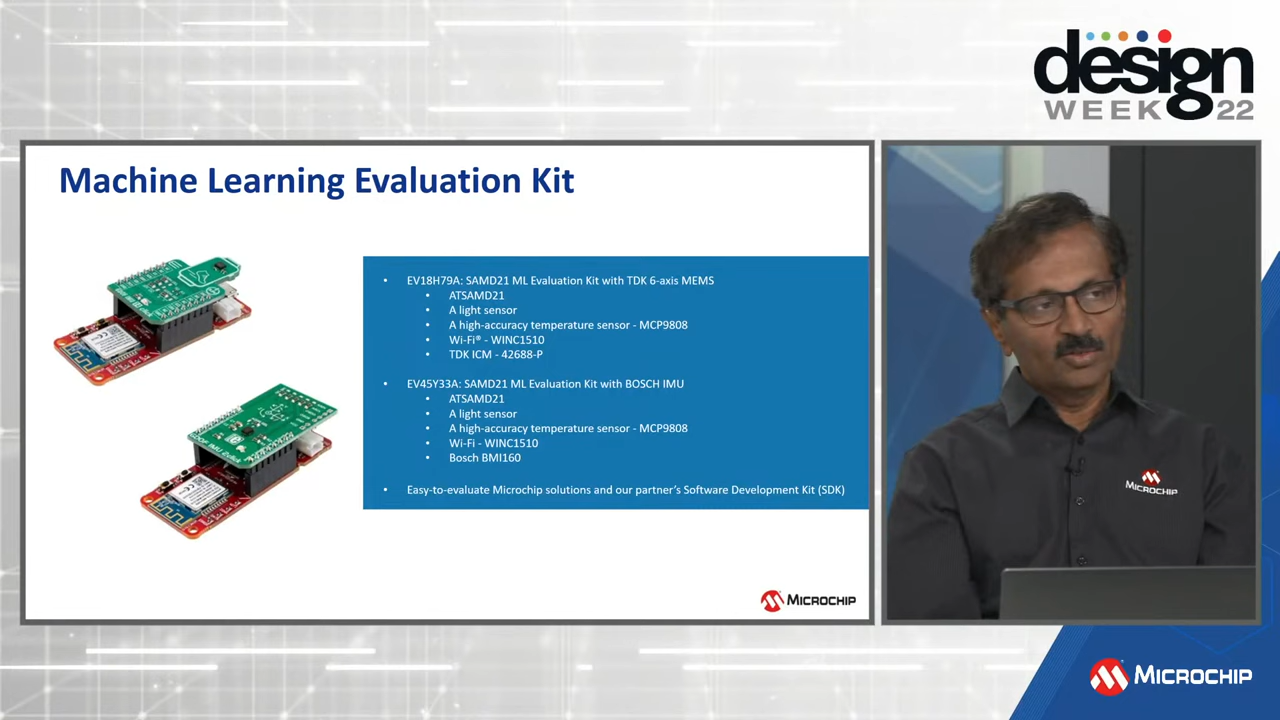 design
WEEK 22
Machine Learning Evaluation Kit
• EV18H79A: SAMD21 ML Evaluation Kit with TDK 6-axis MEMS
• ATSAMD21
• A light sensor
• A high-accuracy temperature sensor - MCP9808
• Wi-Fi® - WINC1510
• TDK ICM - 42688-P
• EV45Y33A: SAMD21 ML Evaluation Kit with BOSCH IMU
• ATSAMD21
• A light sensor
• A high-accuracy temperature sensor - MCP9808
• Wi-Fi - WINC1510
• Bosch BMI160
• Easy-to-evaluate Microchip solutions and our partner's Software Development Kit (SDK)
MICROCHIP
MICROCHIP
MICROCHIP